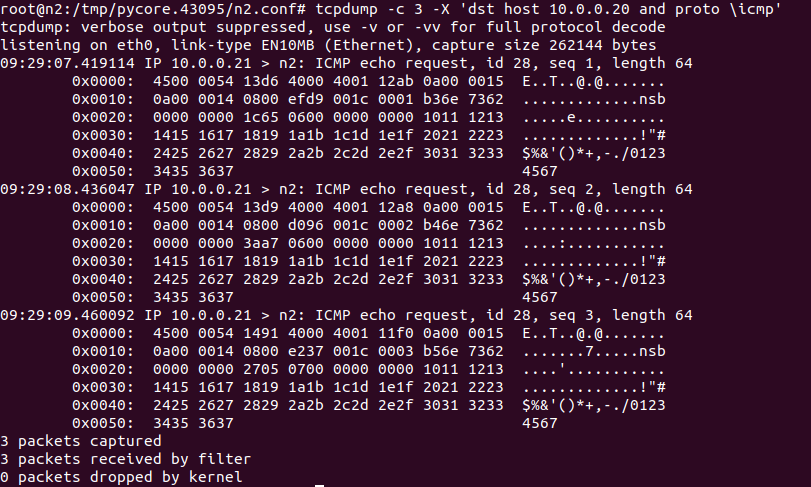 root@n2:/tmp/pycore.43095/n2.conf# tcpdump -c 3 -X 'dst host 10.0.0.20 and proto \icmp'
tcpdump: verbose output suppressed, use -v or -vv for full protocol decode
listening on eth0, link-type EN10MB (Ethernet), capture size 262144 bytes
09:29:07.419114 IP 10.0.0.21 > n2: ICMP echo request, id 28, seq 1, length 64
        0x0000:  4500 0054 13d6 4000 4001 12ab 0a00 0015  E..T..@.@.......
        0x0010:  0a00 0014 0800 efd9 001c 0001 b36e 7362  .............nsb
        0x0020:  0000 0000 1c65 0600 0000 0000 1011 1213  .....e..........
        0x0030:  1415 1617 1819 1a1b 1c1d 1e1f 2021 2223  .............!"#
        0x0040:  2425 2627 2829 2a2b 2c2d 2e2f 3031 3233  $%&'()*+,-./0123
        0x0050:  3435 3637                                4567
09:29:08.436047 IP 10.0.0.21 > n2: ICMP echo request, id 28, seq 2, length 64
        0x0000:  4500 0054 13d9 4000 4001 12a8 0a00 0015  E..T..@.@.......
        0x0010:  0a00 0014 0800 d096 001c 0002 b46e 7362  .............nsb
        0x0020:  0000 0000 3aa7 0600 0000 0000 1011 1213  ....:...........
        0x0030:  1415 1617 1819 1a1b 1c1d 1e1f 2021 2223  .............!"#
        0x0040:  2425 2627 2829 2a2b 2c2d 2e2f 3031 3233  $%&'()*+,-./0123
        0x0050:  3435 3637                                4567
09:29:09.460092 IP 10.0.0.21 > n2: ICMP echo request, id 28, seq 3, length 64
        0x0000:  4500 0054 1491 4000 4001 11f0 0a00 0015  E..T..@.@.......
        0x0010:  0a00 0014 0800 e237 001c 0003 b56e 7362  .......7.....nsb
        0x0020:  0000 0000 2705 0700 0000 0000 1011 1213  ....'...........
        0x0030:  1415 1617 1819 1a1b 1c1d 1e1f 2021 2223  .............!"#
        0x0040:  2425 2627 2829 2a2b 2c2d 2e2f 3031 3233  $%&'()*+,-./0123
        0x0050:  3435 3637                                4567
3 packets captured
3 packets received by filter
0 packets dropped by kernel